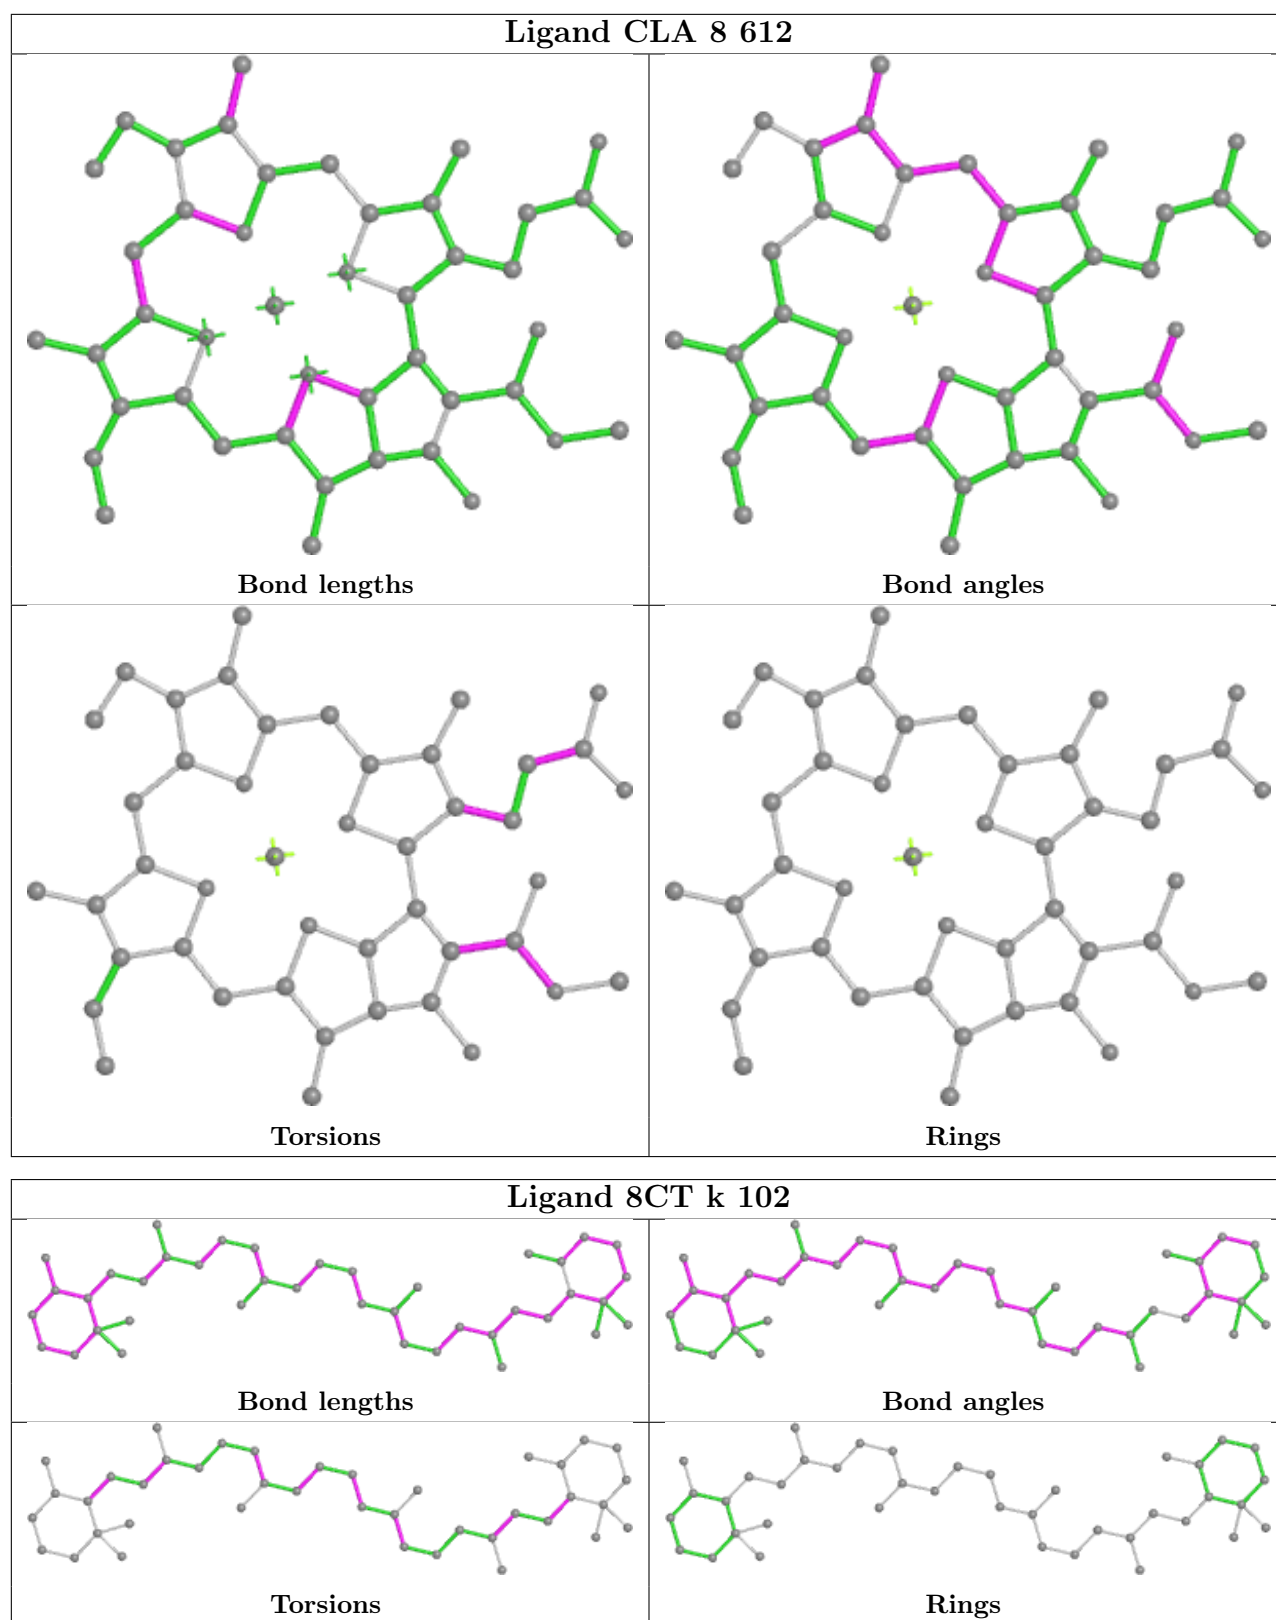 Ligand CLA 8 612
Bond lengths
Bond angles
Torsions
Rings
Ligand 8CT k 102
Bond lengths
Bond angles
Torsions
Rings